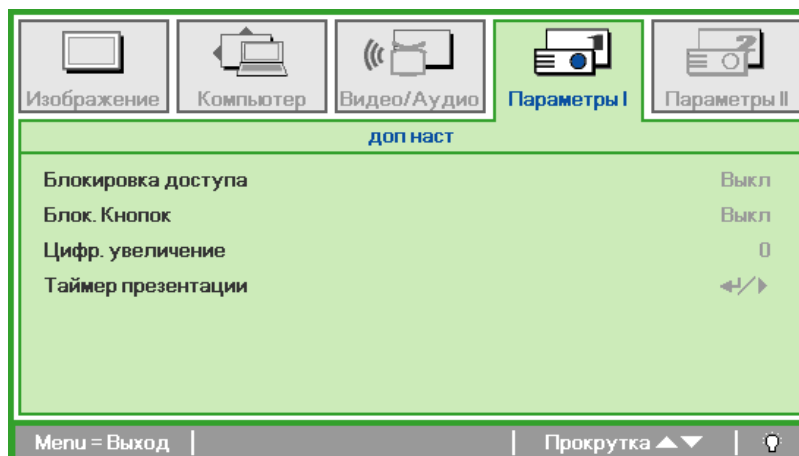 Изображение Компьютер Видео/Аудио Параметры I Параметры II
доп наст
Блокировка доступа Выкл
Блок. Кнопок Выкл
Цифр. увеличение 0
Таймер презентации
Menu = Выход Прокрутка